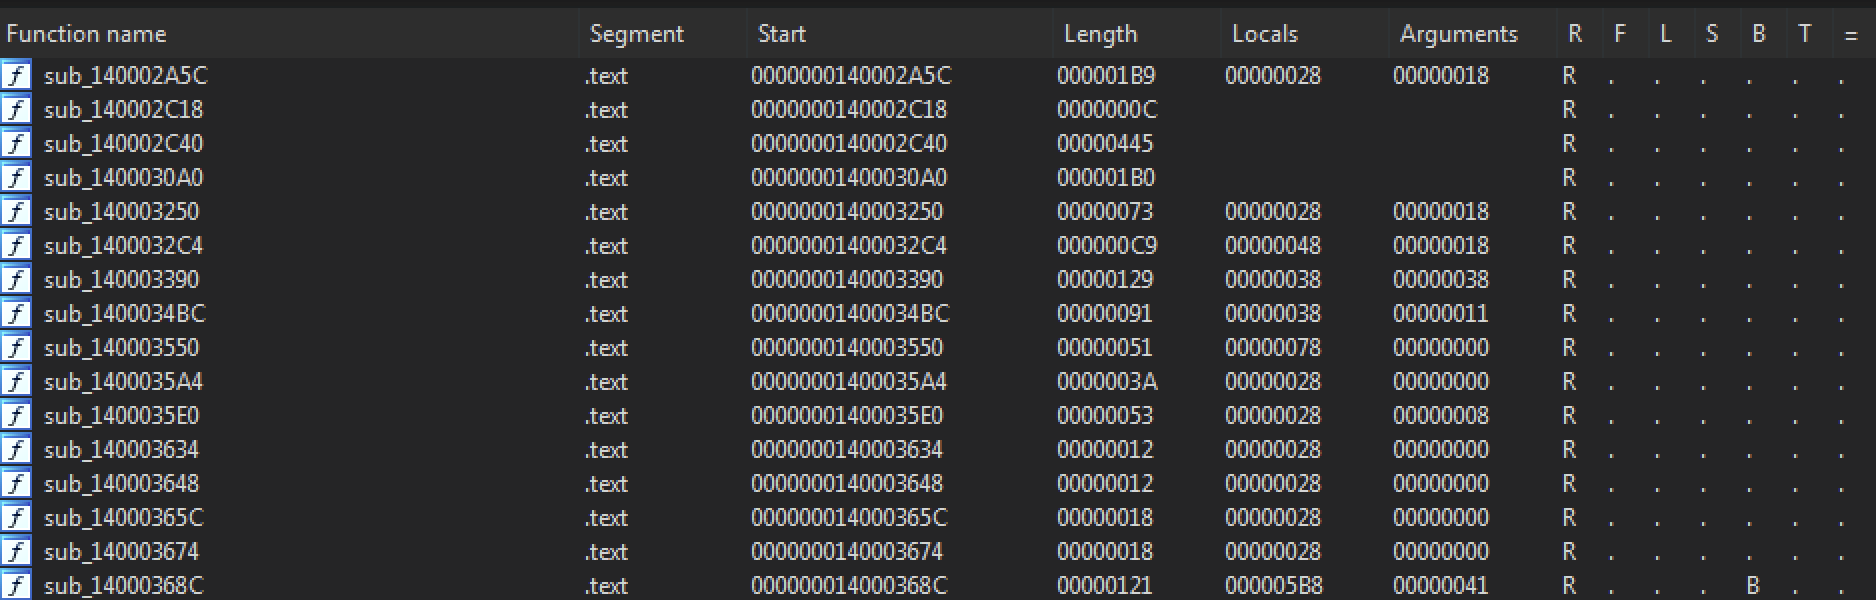 Function name Segment Start Length Locals Arguments R F L S B T =
f sub_140002A5C .text 0000000140002A5C 000001B9 00000028 00000018 R . . . . . .
f sub_140002C18 .text 0000000140002C18 0000000C R . . . . . .
f sub_140002C40 .text 0000000140002C40 00000445 R . . . . . .
f sub_1400030A0 .text 00000001400030A0 000001B0 R . . . . . .
f sub_140003250 .text 0000000140003250 00000073 00000028 00000018 R . . . . . .
f sub_1400032C4 .text 00000001400032C4 000000C9 00000048 00000018 R . . . . . .
f sub_140003390 .text 0000000140003390 00000129 00000038 00000038 R . . . . . .
f sub_1400034BC .text 00000001400034BC 00000091 00000038 00000011 R . . . . . .
f sub_140003550 .text 0000000140003550 00000051 00000078 00000000 R . . . . . .
f sub_1400035A4 .text 00000001400035A4 0000003A 00000028 00000000 R . . . . . .
f sub_1400035E0 .text 00000001400035E0 00000053 00000028 00000008 R . . . . . .
f sub_140003634 .text 0000000140003634 00000012 00000028 00000000 R . . . . . .
f sub_140003648 .text 0000000140003648 00000012 00000028 00000000 R . . . . . .
f sub_14000365C .text 000000014000365C 00000018 00000028 00000000 R . . . . . .
f sub_140003674 .text 0000000140003674 00000018 00000028 00000000 R . . . . . .
f sub_14000368C .text 000000014000368C 00000121 000005B8 00000041 R . . . B . .